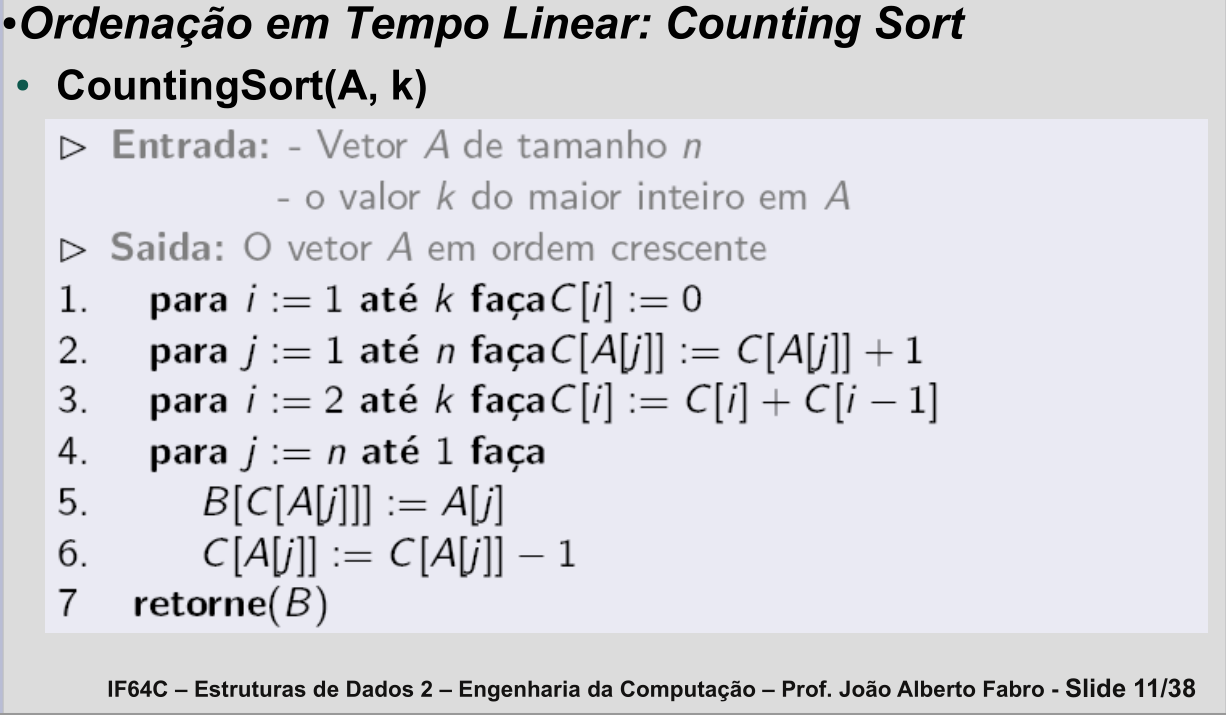 •Ordenação em Tempo Linear: Counting Sort
• CountingSort(A, k)
▷ Entrada: - Vetor A de tamanho n
- o valor k do maior inteiro em A
▷ Saida: O vetor A em ordem crescente
1. para i := 1 até k faça C[i] := 0
2. para j := 1 até n faça C[A[j]] := C[A[j]] + 1
3. para i := 2 até k faça C[i] := C[i] + C[i − 1]
4. para j := n até 1 faça
5. B[C[A[j]]] := A[j]
6. C[A[j]] := C[A[j]] − 1
7 retorne(B)
IF64C – Estruturas de Dados 2 – Engenharia da Computação – Prof. João Alberto Fabro - Slide 11/38